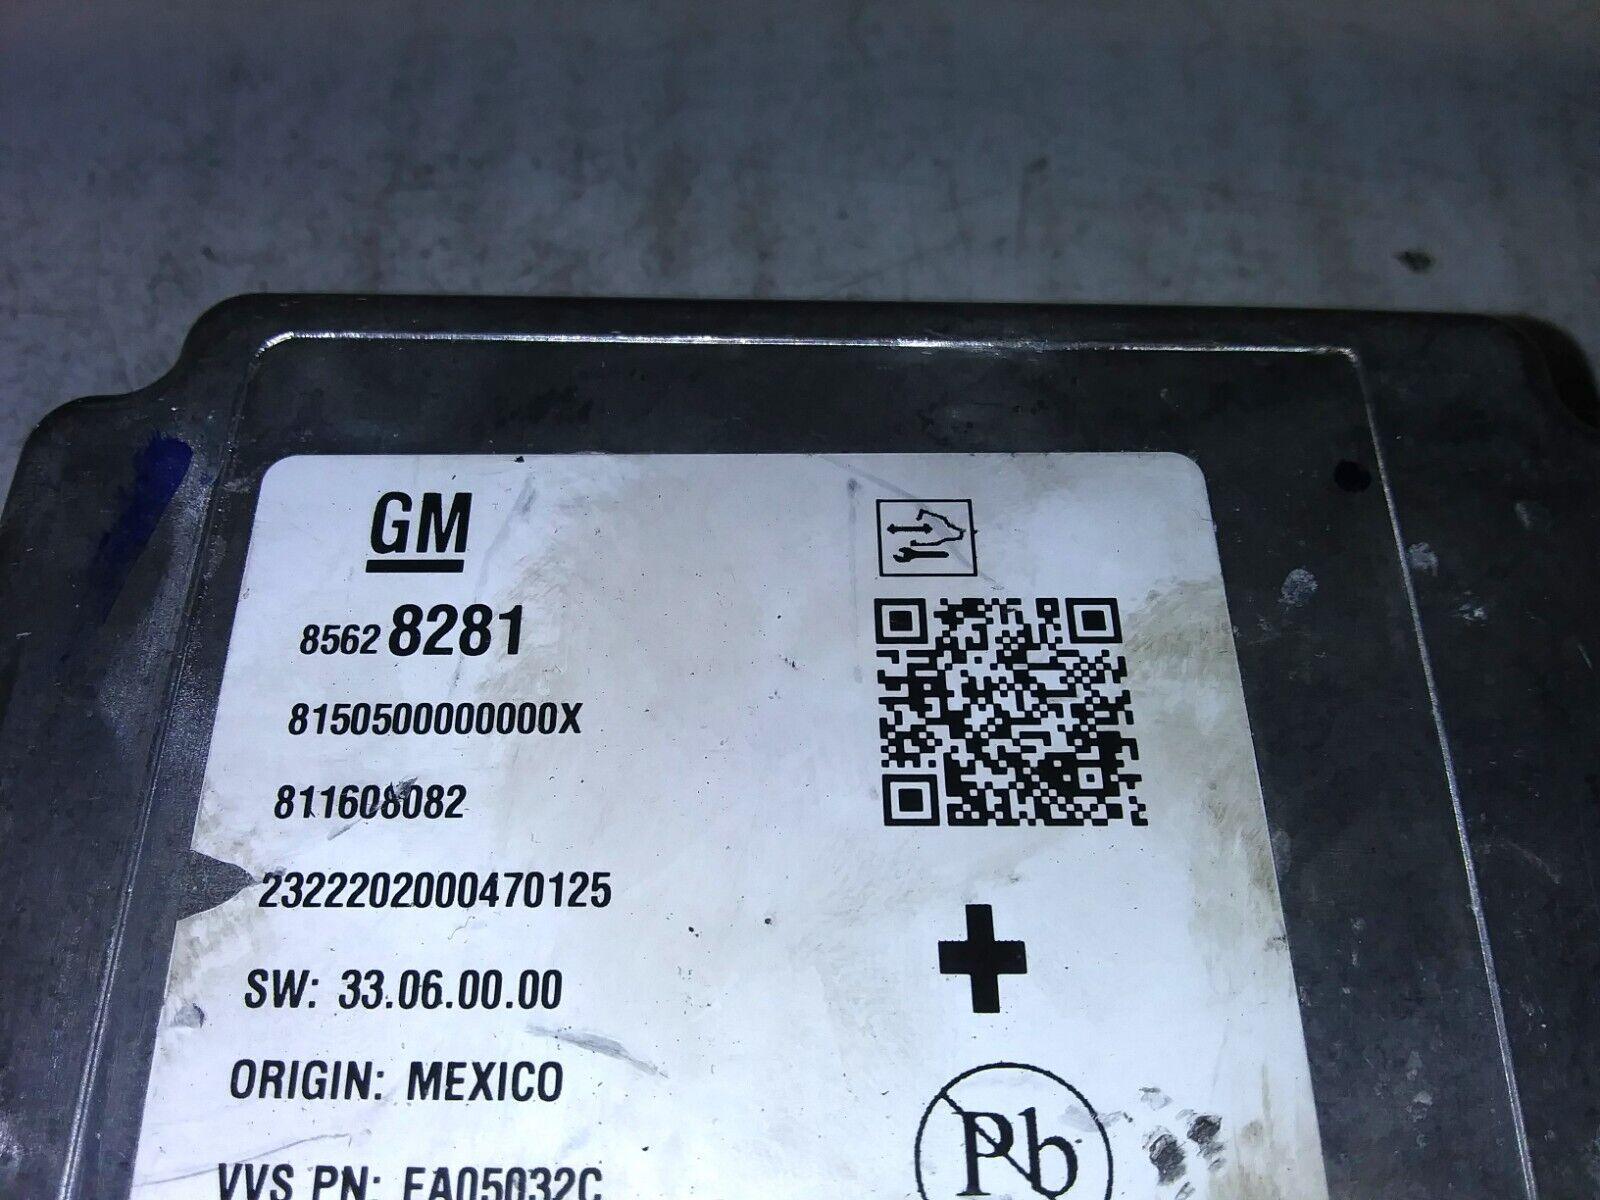 GM
8562 8281
8150500000000X
811608082
2322202000470125
SW: 33.06.00.00
ORIGIN: MEXICO
Pb
VVS PN: EA05032C